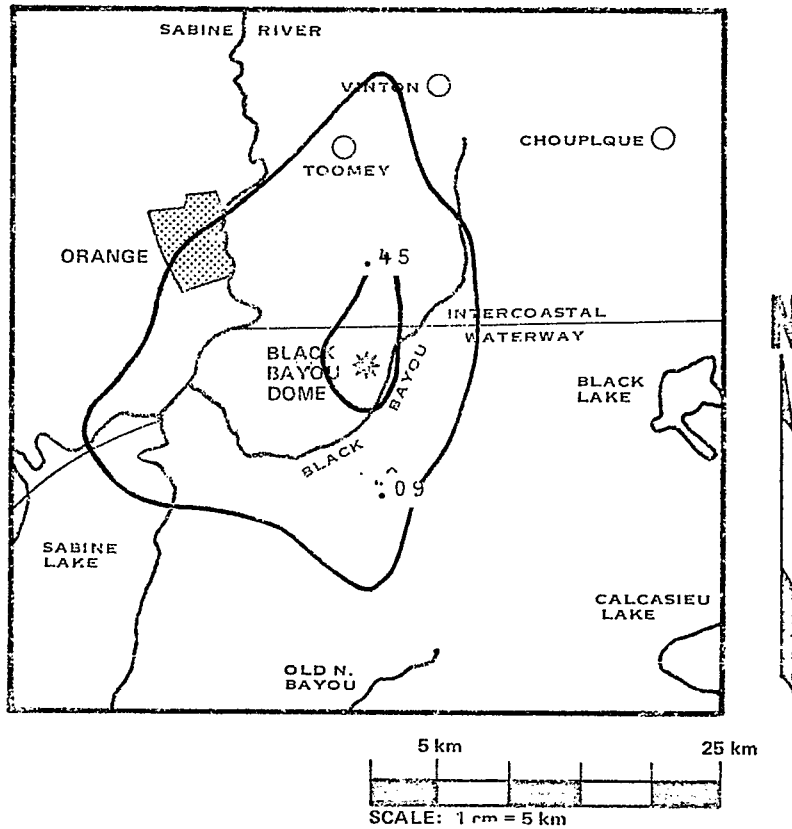 SABINE RIVER
VINTON
CHOUPLQUE
TOOMEY
ORANGE
.45
INTERCOASTAL
WATERWAY
BLACK
BAYOU
DOME
BLACK BAYOU
BLACK
LAKE
.09
SABINE
LAKE
CALCASIEU
LAKE
OLD N.
BAYOU
5 km 25 km
SCALE: 1 cm = 5 km